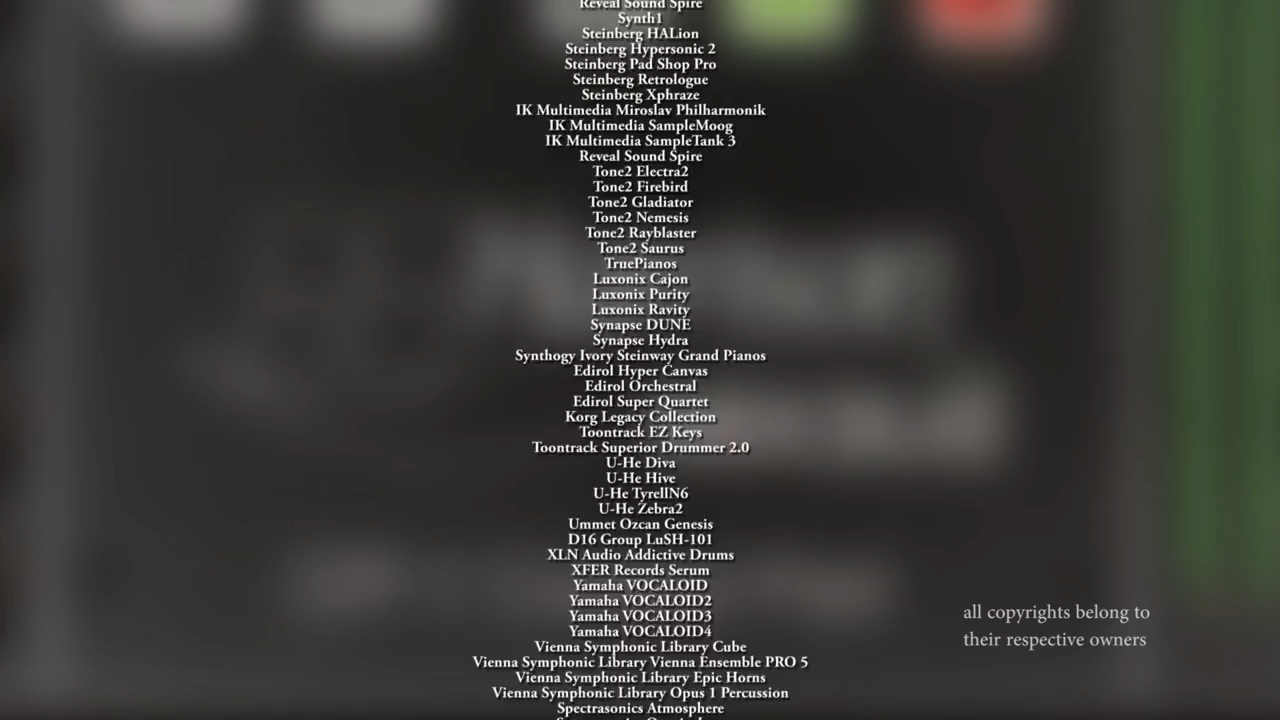 Reveal Sound Spire
Synth1
Steinberg HALion
Steinberg Hypersonic 2
Steinberg Pad Shop Pro
Steinberg Retrologue
Steinberg Xphraze
IK Multimedia Miroslav Philharmonik
IK Multimedia SampleMoog
IK Multimedia SampleTank 3
Reveal Sound Spire
Tone2 Electra2
Tone2 Firebird
Tone2 Gladiator
Tone2 Nemesis
Tone2 Rayblaster
Tone2 Saurus
TruePianos
Luxonix Cajon
Luxonix Purity
Luxonix Ravity
Synapse DUNE
Synapse Hydra
Synthogy Ivory Steinway Grand Pianos
Edirol Hyper Canvas
Edirol Orchestral
Edirol Super Quartet
Korg Legacy Collection
Toontrack EZ Keys
Toontrack Superior Drummer 2.0
U-He Diva
U-He Hive
U-He TyrellN6
U-He Zebra2
Ummet Ozcan Genesis
D16 Group LuSH-101
XLN Audio Addictive Drums
XFER Records Serum
Yamaha VOCALOID
Yamaha VOCALOID2
Yamaha VOCALOID3
Yamaha VOCALOID4
Vienna Symphonic Library Cube
Vienna Symphonic Library Vienna Ensemble PRO 5
Vienna Symphonic Library Epic Horns
Vienna Symphonic Library Opus 1 Percussion
Spectrasonics Atmosphere
all copyrights belong to
their respective owners